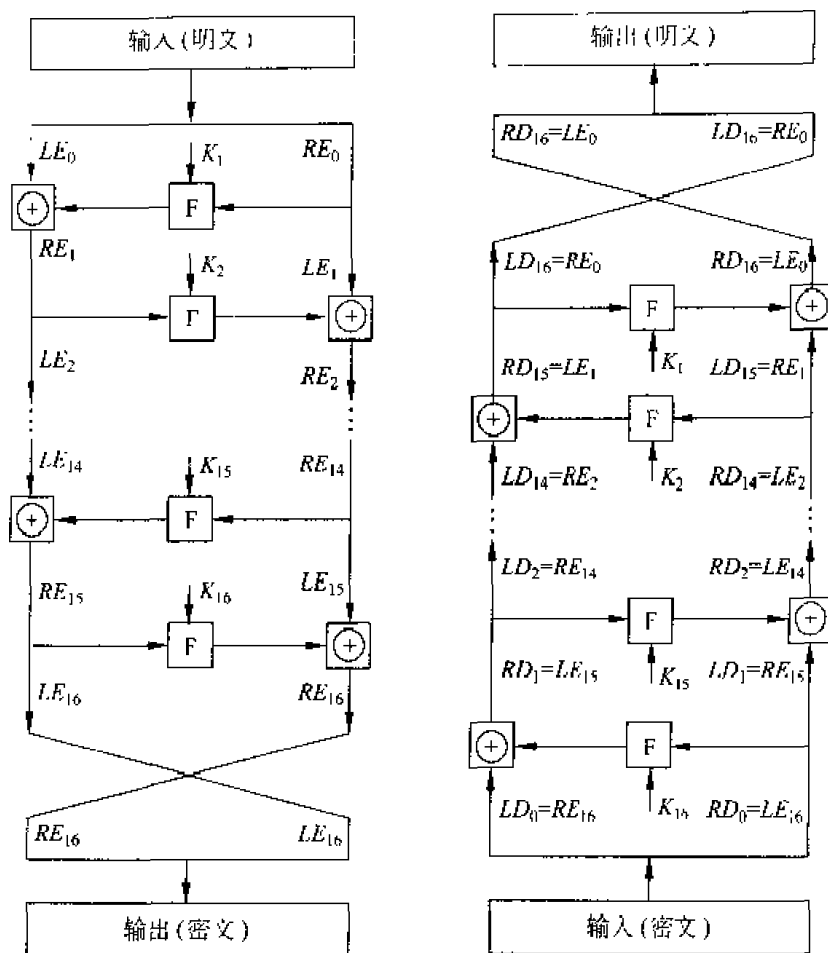 输入(明文)
LE₀
K₁
RE₀
F
RE₁
K₂
LE₁
F
LE₂
RE₂
LE₁₄
K₁₅
RE₁₄
F
RE₁₅
K₁₆
LE₁₅
F
LE₁₆
RE₁₆
RE₁₆
LE₁₆
输出(密文)
输出(明文)
RD₁₆=LE₀
LD₁₆=RE₀
LD₁₆=RE₀
RD₁₆=LE₀
F
RD₁₅=LE₁
K₁
LD₁₅=RE₁
F
LD₁₄=RE₂
K₂
RD₁₄=LE₂
LD₂=RE₁₄
RD₂=LE₁₄
F
RD₁=LE₁₅
K₁₅
LD₁=RE₁₅
F
LD₀=RE₁₆
K₁₆
RD₀=LE₁₆
输入(密文)